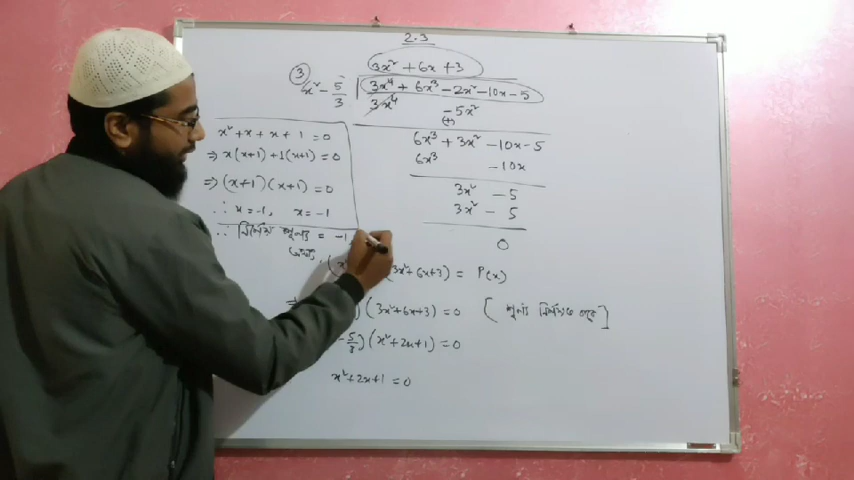 2.3
3x² + 6x + 3
③ x² - 5/3 | 3x⁴ + 6x³ - 2x² - 10x - 5
3x⁴ - 5x²
(+)
6x³ + 3x² - 10x - 5
6x³ - 10x
3x² - 5
3x² - 5
0
x² + x + x + 1 = 0
⇒ x(x+1) + 1(x+1) = 0
⇒ (x+1)(x+1) = 0
∴ x = -1, x = -1
∴ নির্ণেয় শূন্য = -1,
(3x² + 6x + 3) = P(x)
⇒ (3x² + 6x + 3) = 0 [শূন্য নির্ণয়ের]
- 5/3)(x² + 2x + 1) = 0
x² + 2x + 1 = 0